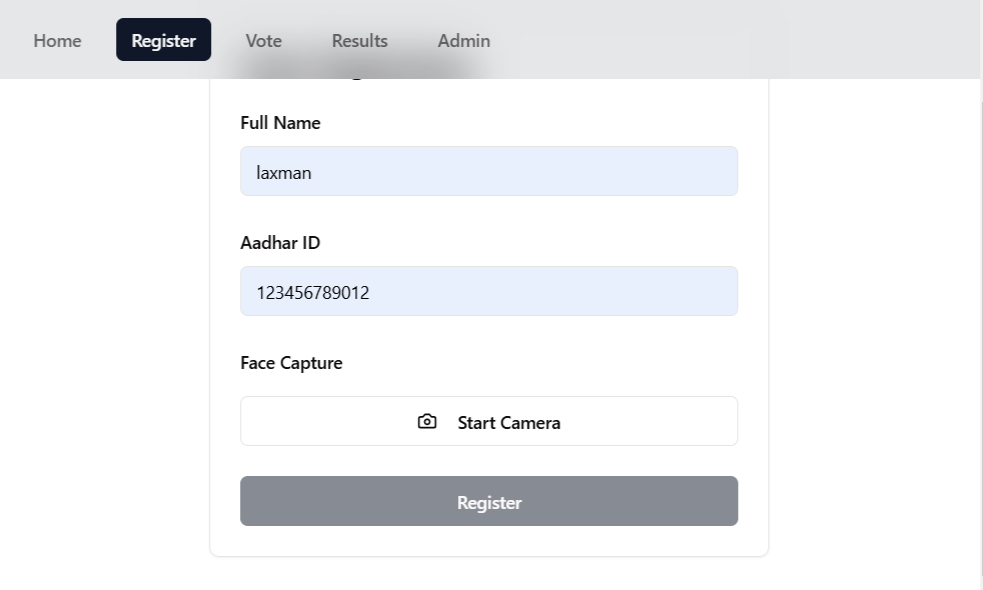 Home Register Vote Results Admin
Full Name
laxman
Aadhar ID
123456789012
Face Capture
Start Camera
Register